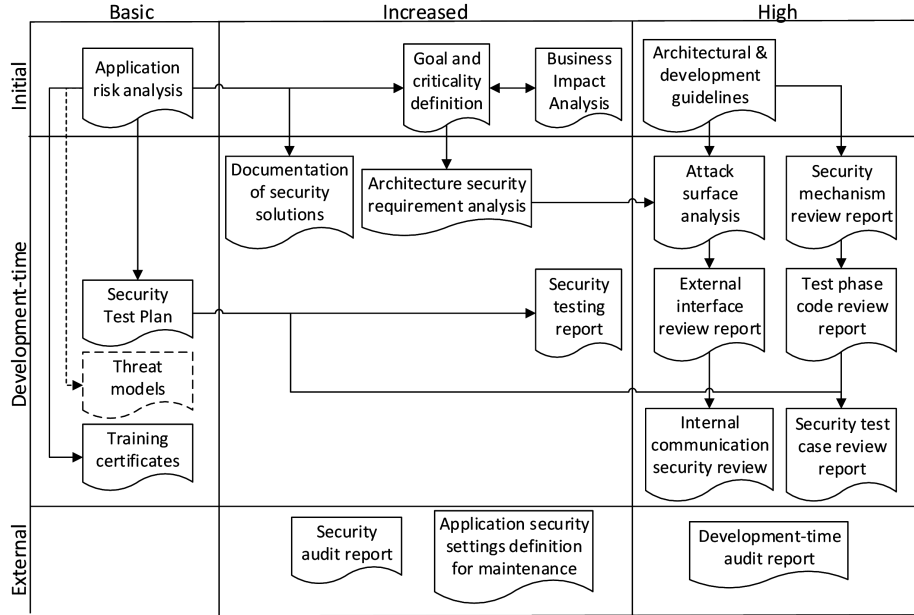 Basic
Increased
High
Initial
Application
risk analysis
Goal and
criticality
definition
Business
Impact
Analysis
Architectural &
development
guidelines
Development-time
Documentation
of security
solutions
Architecture security
requirement analysis
Attack
surface
analysis
Security
mechanism
review report
Security
Test Plan
Security
testing
report
External
interface
review report
Test phase
code review
report
Threat
models
Training
certificates
Internal
communication
security review
Security test
case review
report
External
Security
audit report
Application security
settings definition
for maintenance
Development-time
audit report